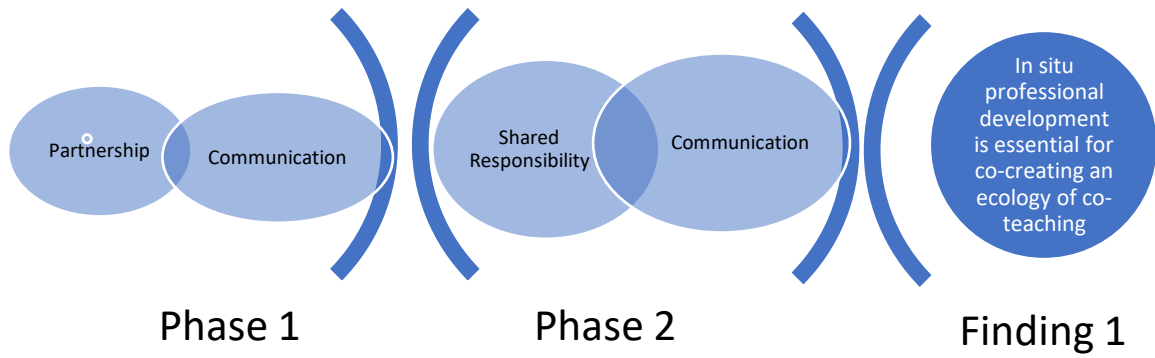 Partnership
Communication
Shared
Responsibility
Communication
In situ
professional
development
is essential for
co-creating an
ecology of co-
teaching
Phase 1
Phase 2
Finding 1